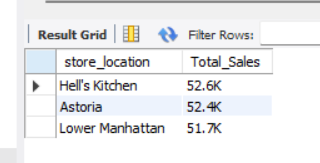 Result Grid Filter Rows:
store_location Total_Sales
Hell's Kitchen 52.6K
Astoria 52.4K
Lower Manhattan 51.7K